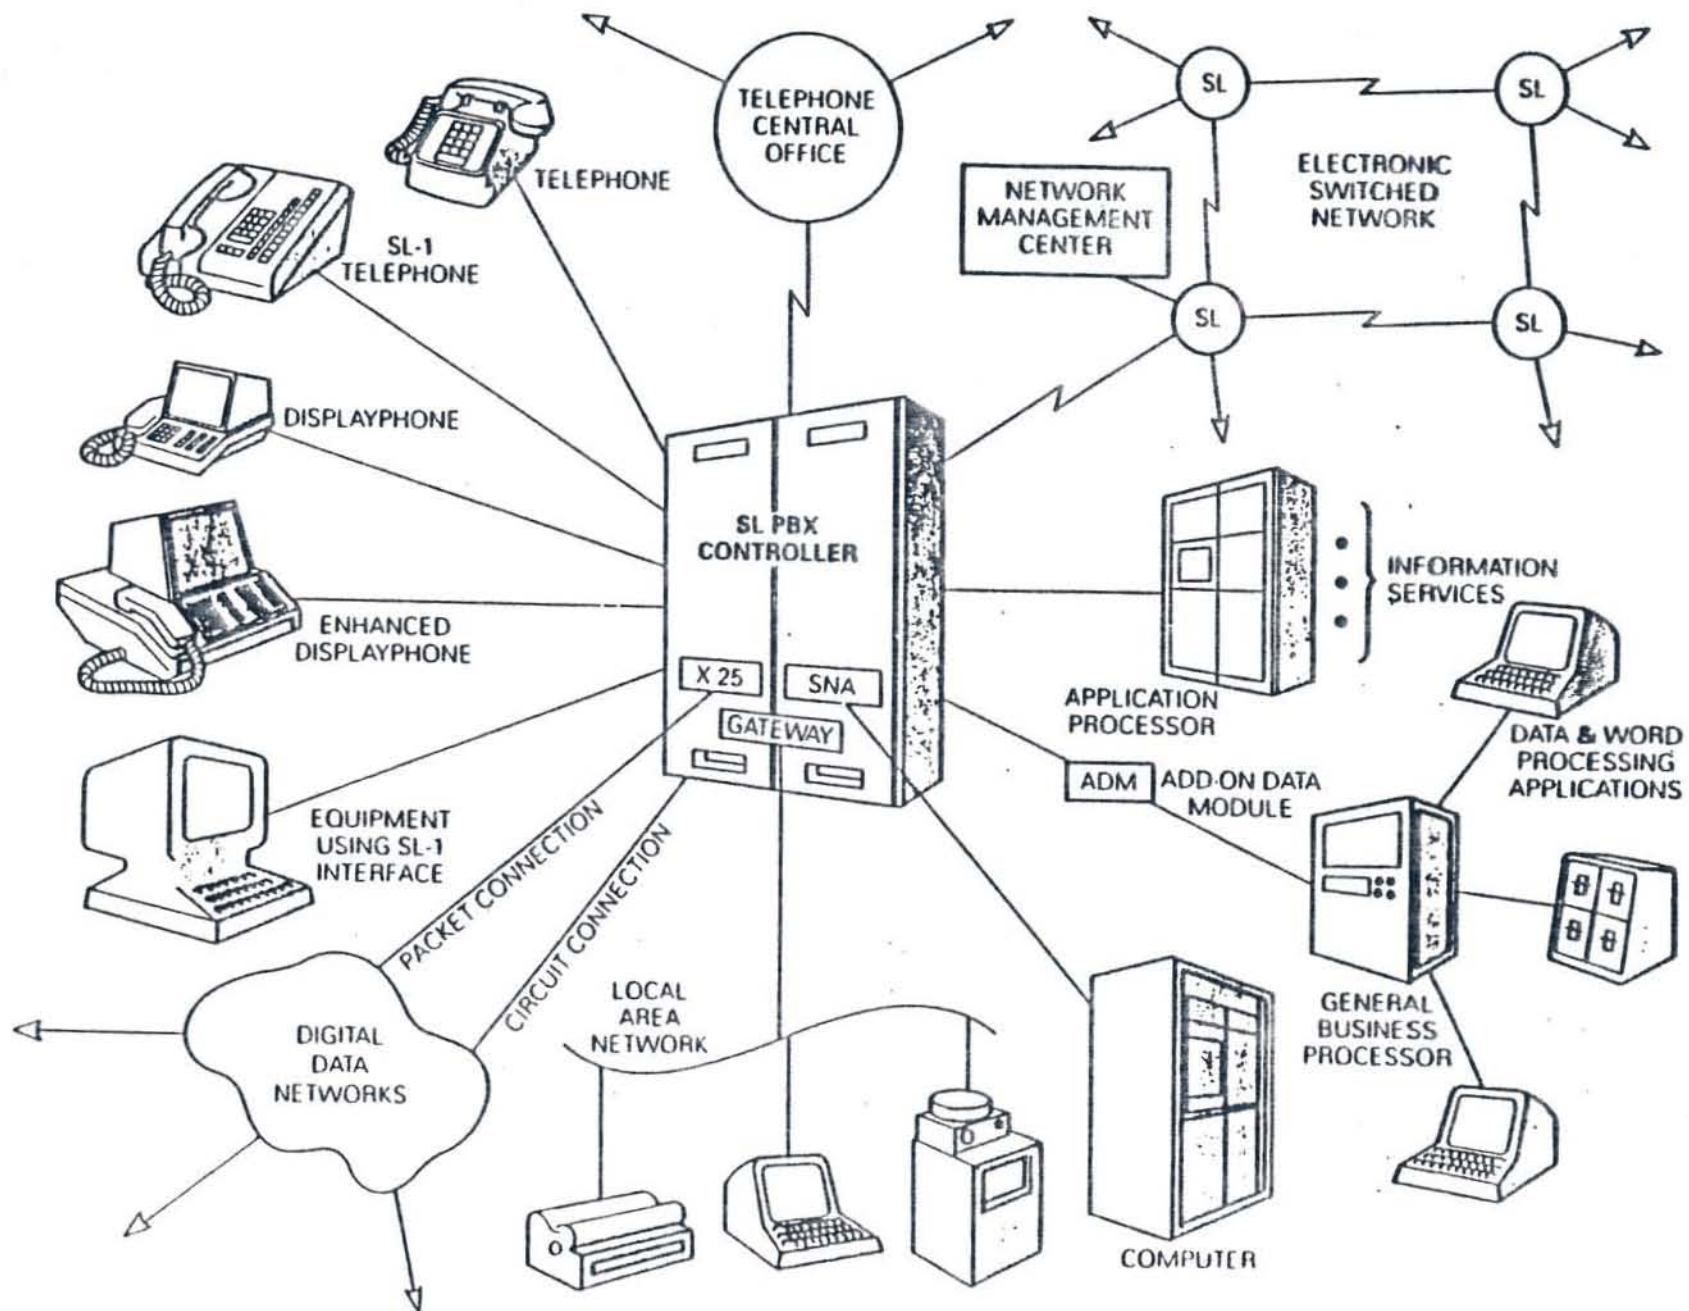 TELEPHONE
CENTRAL
OFFICE
SL
SL
ELECTRONIC
SWITCHED
NETWORK
NETWORK
MANAGEMENT
CENTER
SL
SL
TELEPHONE
SL-1
TELEPHONE
DISPLAYPHONE
ENHANCED
DISPLAYPHONE
EQUIPMENT
USING SL-1
INTERFACE
SL PBX
CONTROLLER
X 25
SNA
GATEWAY
INFORMATION
SERVICES
APPLICATION
PROCESSOR
ADM
ADD-ON DATA
MODULE
DATA & WORD
PROCESSING
APPLICATIONS
GENERAL
BUSINESS
PROCESSOR
PACKET CONNECTION
CIRCUIT CONNECTION
DIGITAL
DATA
NETWORKS
LOCAL
AREA
NETWORK
COMPUTER